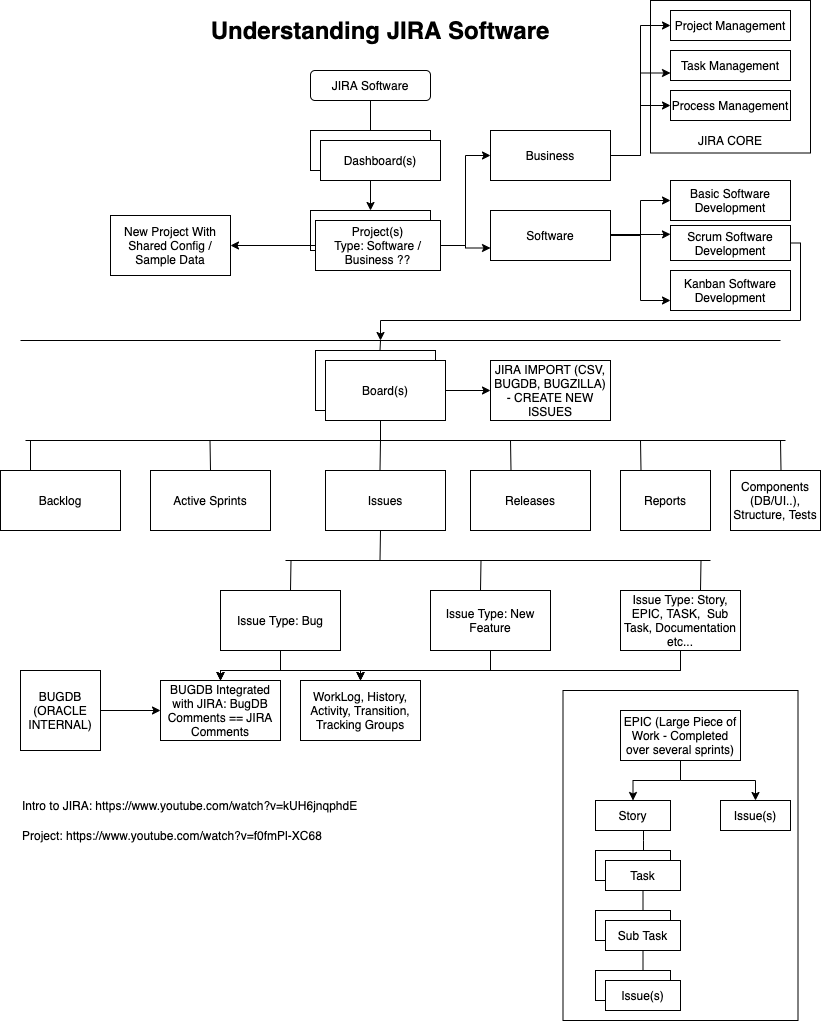 Understanding JIRA Software
Project Management
Task Management
Process Management
JIRA CORE
JIRA Software
Dashboard(s)
Business
New Project With
Shared Config /
Sample Data
Project(s)
Type: Software /
Business ??
Software
Basic Software
Development
Scrum Software
Development
Kanban Software
Development
Board(s)
JIRA IMPORT (CSV,
BUGDB, BUGZILLA)
- CREATE NEW
ISSUES
Backlog
Active Sprints
Issues
Releases
Reports
Components
(DB/UI..),
Structure, Tests
Issue Type: Bug
Issue Type: New
Feature
Issue Type: Story,
EPIC, TASK, Sub
Task, Documentation
etc...
BUGDB
(ORACLE
INTERNAL)
BUGDB Integrated
with JIRA: BugDB
Comments == JIRA
Comments
WorkLog, History,
Activity, Transition,
Tracking Groups
EPIC (Large Piece of
Work - Completed
over several sprints)
Story
Issue(s)
Task
Sub Task
Issue(s)
Intro to JIRA: https://www.youtube.com/watch?v=kUH6jnqphdE
Project: https://www.youtube.com/watch?v=f0fmPl-XC68